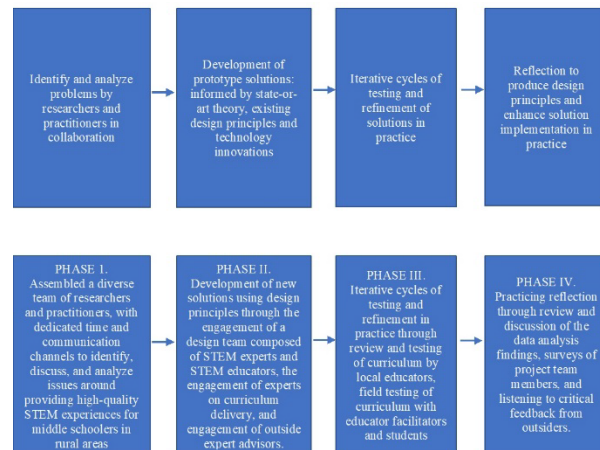 Identify and analyze
problems by
researchers and
practitioners in
collaboration
Development of
prototype solutions:
informed by state-or-
art theory, existing
design principles and
technology
innovations
Iterative cycles of
testing and
refinement of
solutions in
practice
Reflection to
produce design
principles and
enhance solution
implementation in
practice
PHASE 1.
Assembled a diverse
team of researchers
and practitioners, with
dedicated time and
communication
channels to identify,
discuss, and analyze
issues around
providing high-quality
STEM experiences for
middle schoolers in
rural areas
PHASE II.
Development of new
solutions using design
principles through the
engagement of a
design team composed
of STEM experts and
STEM educators, the
engagement of experts
on curriculum
delivery, and
engagement of outside
expert advisors.
PHASE III.
Iterative cycles of
testing and
refinement in
practice through
review and testing
of curriculum by
local educators,
field testing of
curriculum with
educator facilitators
and students
PHASE IV.
Practicing reflection
through review and
discussion of the
data analysis
findings, surveys of
project team
members, and
listening to critical
feedback from
outsiders.